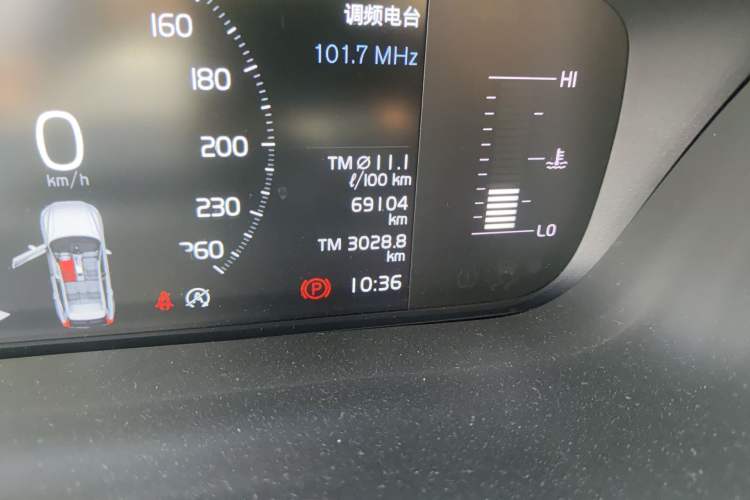 调频电台
101.7 MHz
160
180
200
230
260
0
km/h
TM ∅11.1
ℓ/100 km
69104
km
TM 3028.8
km
10:36
P
A
HI
LO